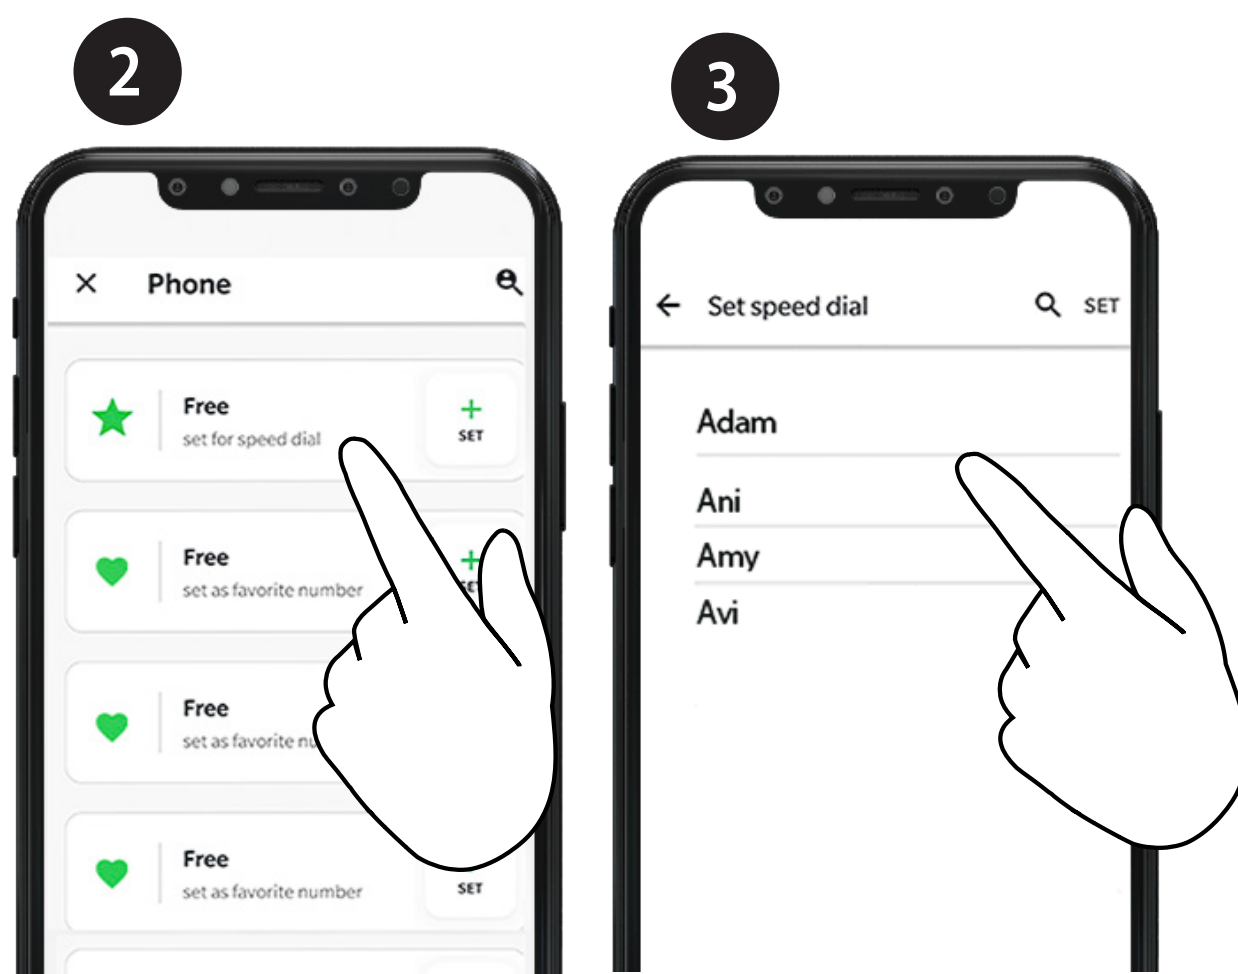 2
Phone
Free
set for speed dial
+
SET
Free
set as favorite number
+
Free
set as favorite
Free
set as favorite number
SET
3
Set speed dial
SET
Adam
Ani
Amy
Avi